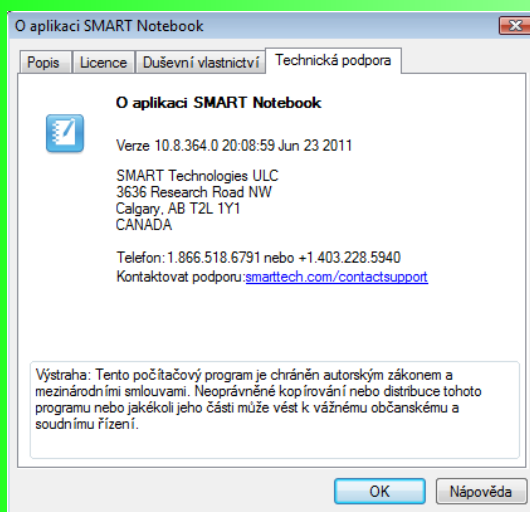 O aplikaci SMART Notebook
Popis Licence Duševní vlastnictví Technická podpora
O aplikaci SMART Notebook
Verze 10.8.364.0 20:08:59 Jun 23 2011
SMART Technologies ULC
3636 Research Road NW
Calgary, AB T2L 1Y1
CANADA
Telefon: 1.866.518.6791 nebo +1.403.228.5940
Kontaktovat podporu:smarttech.com/contactsupport
Výstraha: Tento počítačový program je chráněn autorským zákonem a
mezinárodními smlouvami. Neoprávněné kopírování nebo distribuce tohoto
programu nebo jakékoli jeho části může vést k vážnému občanskému a
soudnímu řízení.
OK Nápověda